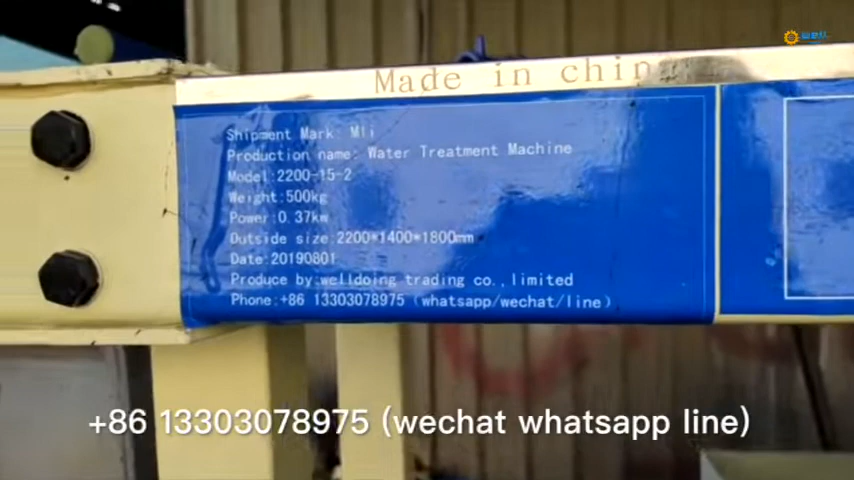 Made in china
Shipment Mark: Mli
Production name: Water Treatment Machine
Model:2200-15-2
Weight:500kg
Power:0.37kw
Outside size:2200*1400*1800mm
Date:20190801
Produce by:welldoing trading co.,limited
Phone:+86 13303078975 (whatsapp/wechat/line)
+86 13303078975 (wechat whatsapp line)